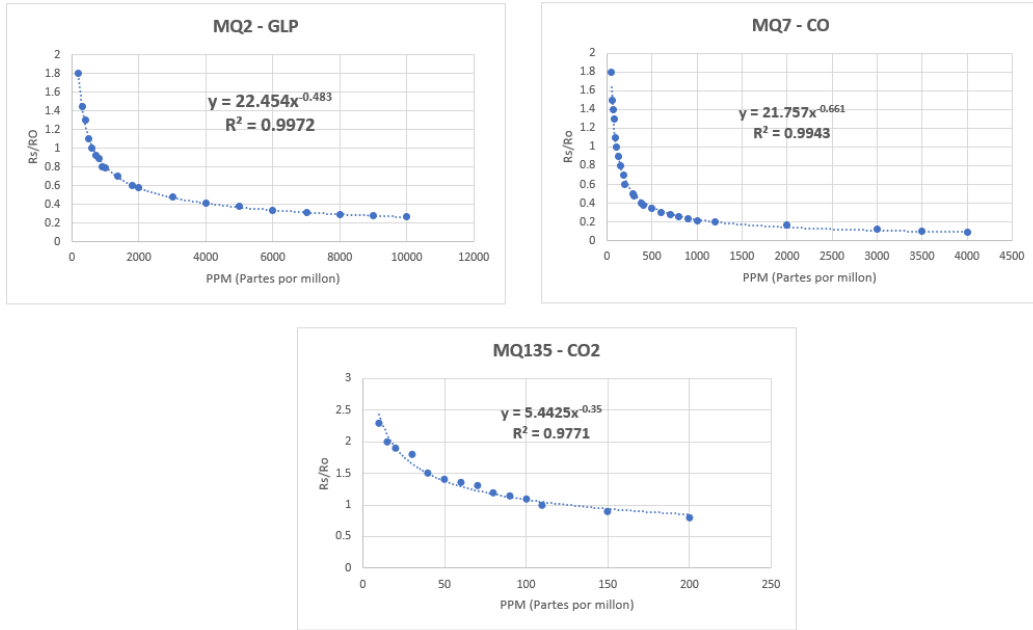 MQ2 - GLP
2
1.8
1.6
1.4
1.2
1
0.8
0.6
0.4
0.2
0
Rs/RO
y = 22.454x^-0.483
R² = 0.9972
0 2000 4000 6000 8000 10000 12000
PPM (Partes por millon)
MQ7 - CO
2
1.8
1.6
1.4
1.2
1
0.8
0.6
0.4
0.2
0
Rs/Ro
y = 21.757x^-0.661
R² = 0.9943
0 500 1000 1500 2000 2500 3000 3500 4000 4500
PPM (Partes por millon)
MQ135 - CO2
3
2.5
2
1.5
1
0.5
0
Rs/Ro
y = 5.4425x^-0.35
R² = 0.9771
0 50 100 150 200 250
PPM (Partes por millon)